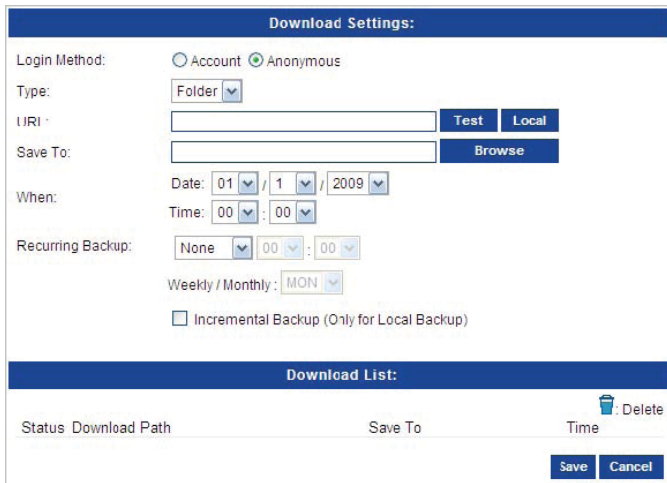 Download Settings:
Login Method: Account Anonymous
Type: Folder
URL: Test Local
Save To: Browse
When: Date: 01 / 1 / 2009
Time: 00 : 00
Recurring Backup: None 00 : 00
Weekly / Monthly : MON
Incremental Backup (Only for Local Backup)
Download List:
: Delete
Status Download Path Save To Time
Save Cancel